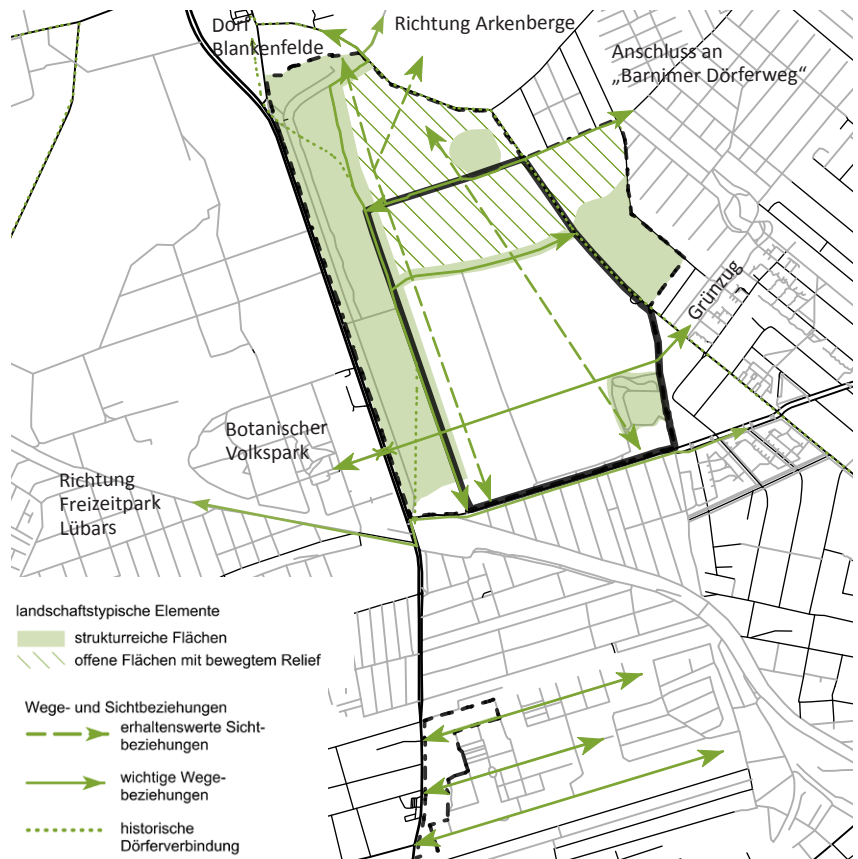 Dorf
Blankenfelde
Richtung Arkenberge
Anschluss an
„Barnimer Dörferweg“
Grünzug
Botanischer
Volkspark
Richtung
Freizeitpark
Lübars
landschaftstypische Elemente
strukturreiche Flächen
offene Flächen mit bewegtem Relief
Wege- und Sichtbeziehungen
erhaltenswerte Sicht-
beziehungen
wichtige Wege-
beziehungen
historische
Dörferverbindung